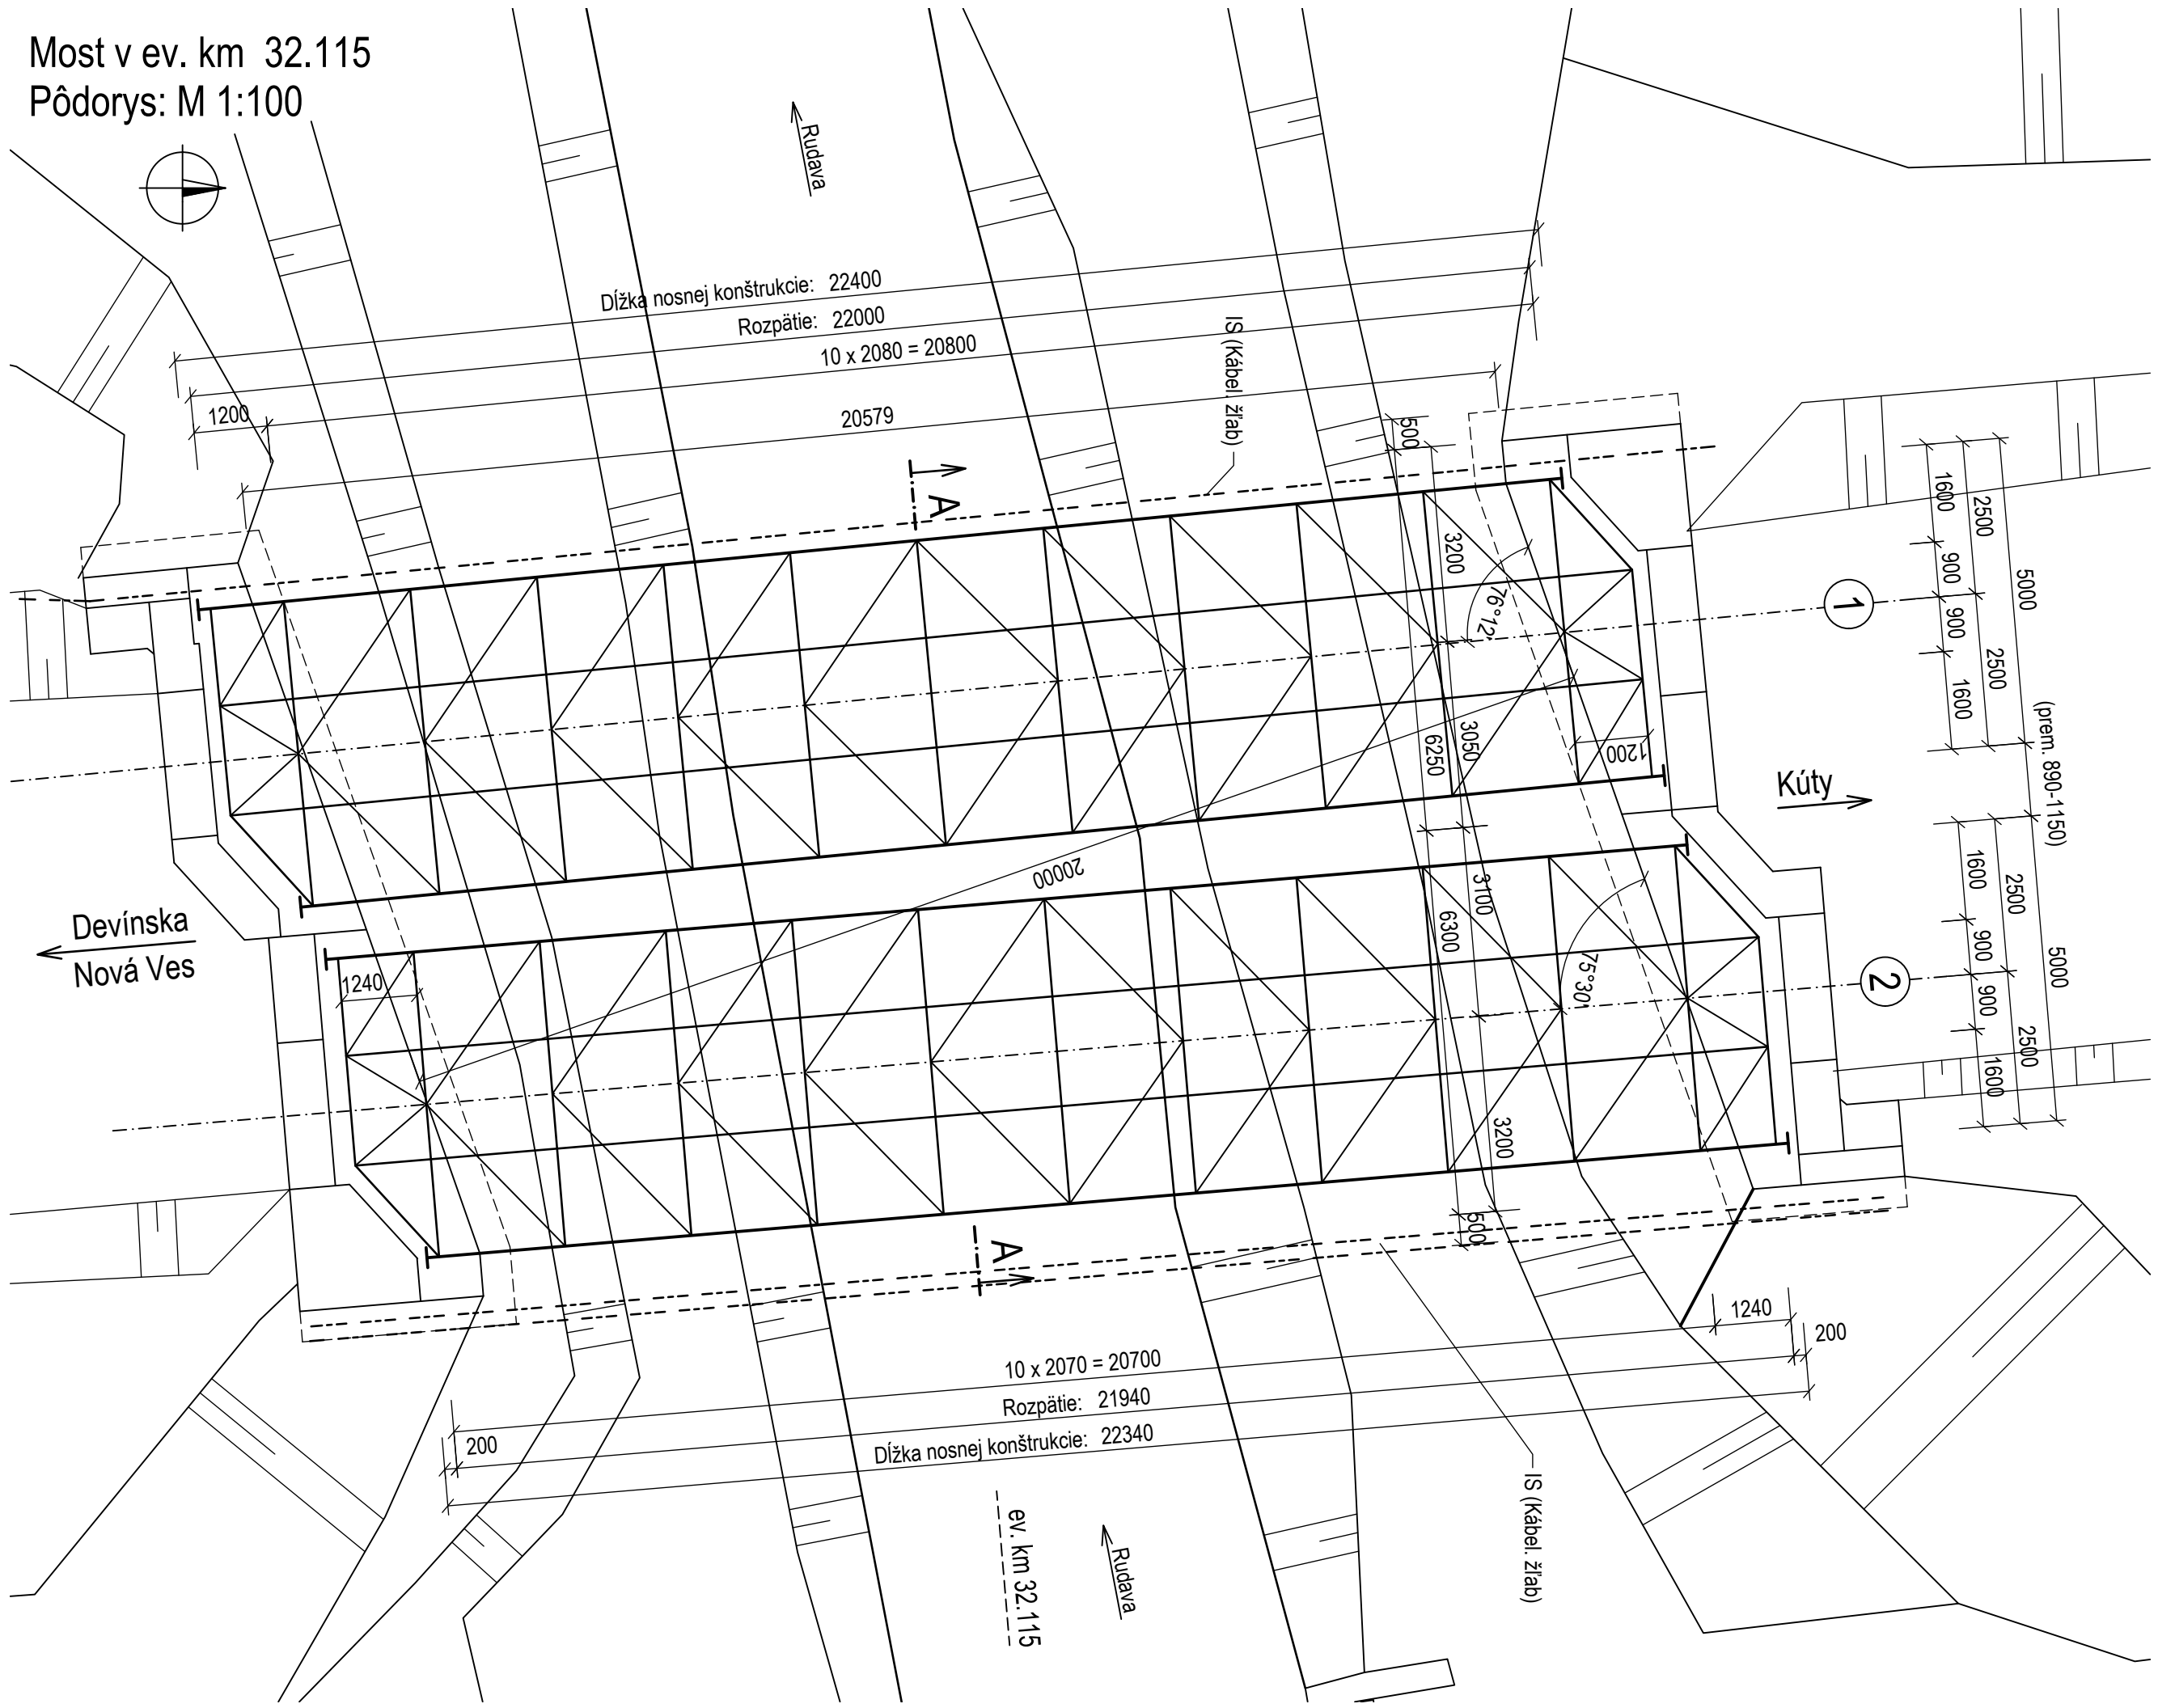 Most v ev. km  32.115
Pôdorys: M 1:100
Rudava
Dĺžka nosnej konštrukcie:  22400
Rozpätie:  22000
10 x 2080 = 20800
1200
20579
IS (Kábel. žľab)
500
A
3200
76°12'
1600
2500
900
5000
1
900
2500
1600
3050
6250
1200
(prem. 890-1150)
Kúty
20000
Devínska
Nová Ves
1240
3100
6300
75°30'
1600
2500
900
5000
2
900
2500
1600
3200
500
A
1240
200
10 x 2070 = 20700
Rozpätie:  21940
Dĺžka nosnej konštrukcie:  22340
200
IS (Kábel. žľab)
ev. km 32.115
Rudava